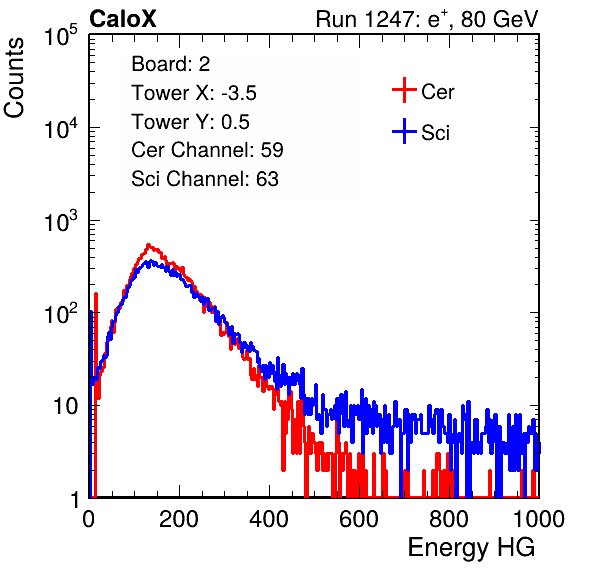 CaloX Run 1247: e⁺, 80 GeV
Counts
Board: 2
Tower X: -3.5
Tower Y: 0.5
Cer Channel: 59
Sci Channel: 63
Cer
Sci
10⁵
10⁴
10³
10²
10
1
0 200 400 600 800 1000
Energy HG